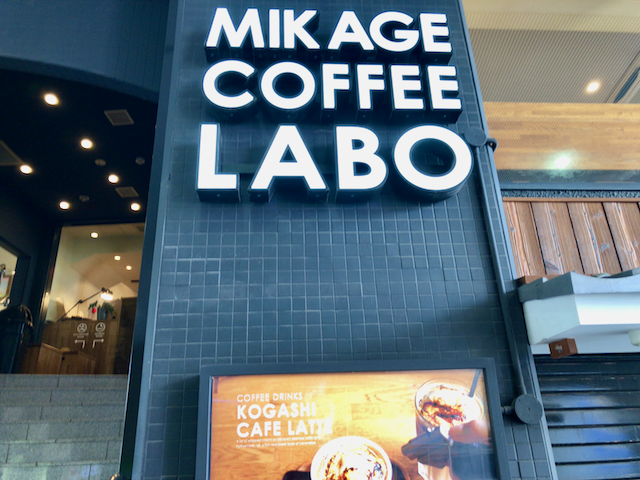 MIKAGE
COFFEE
LABO
COFFEE DRINKS
KOGASHI
CAFE LATTE